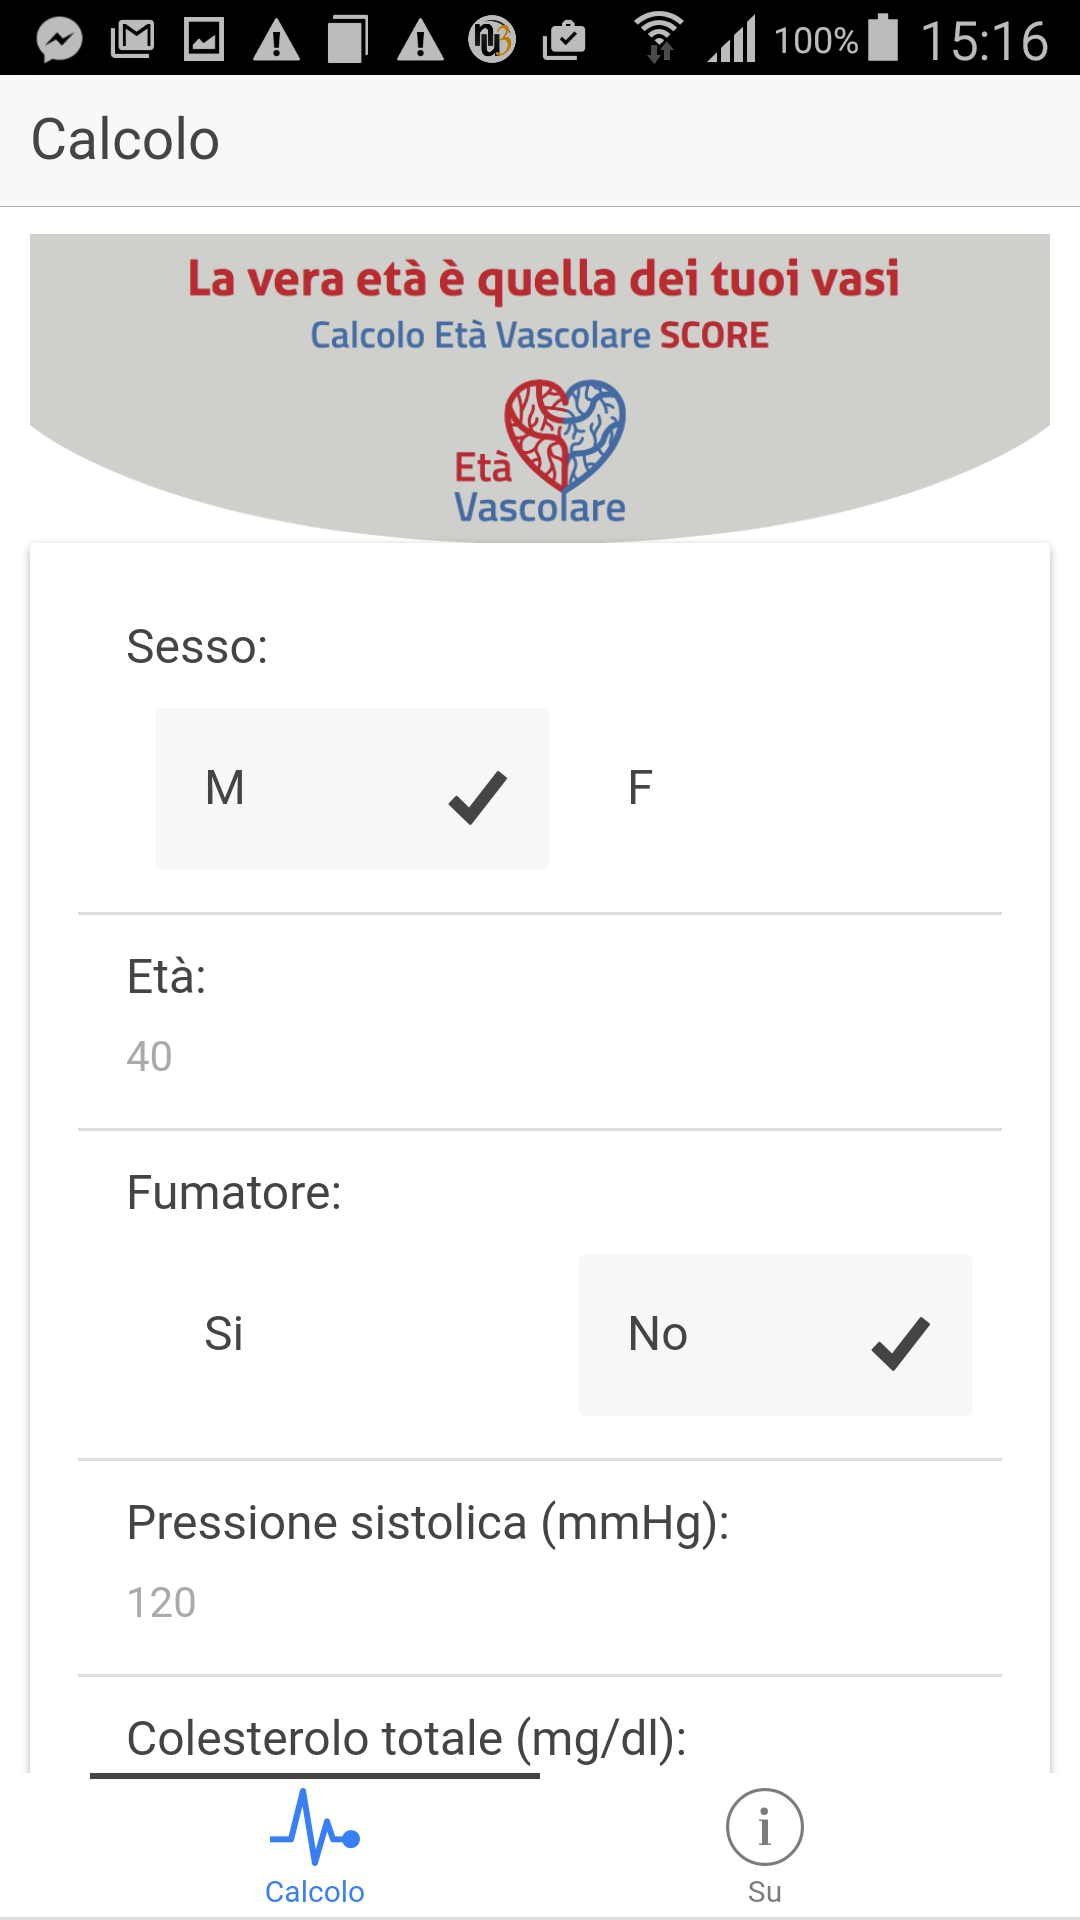 100% 15:16
Calcolo
La vera età è quella dei tuoi vasi
Calcolo Età Vascolare SCORE
Età
Vascolare
Sesso:
M F
Età:
40
Fumatore:
Si No
Pressione sistolica (mmHg):
120
Colesterolo totale (mg/dl):
Calcolo Su